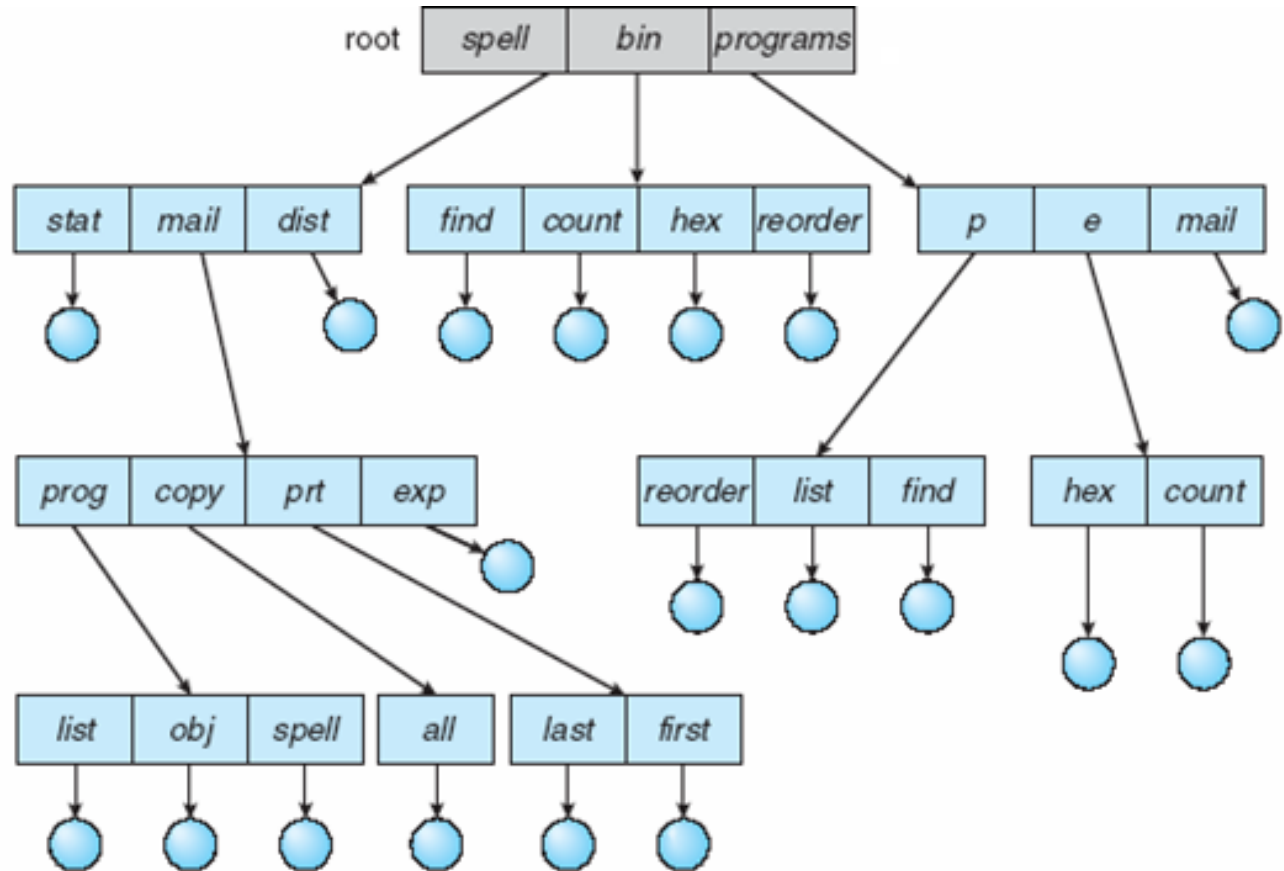 root spell bin programs
stat mail dist find count hex reorder p e mail
prog copy prt exp reorder list find hex count
list obj spell all last first